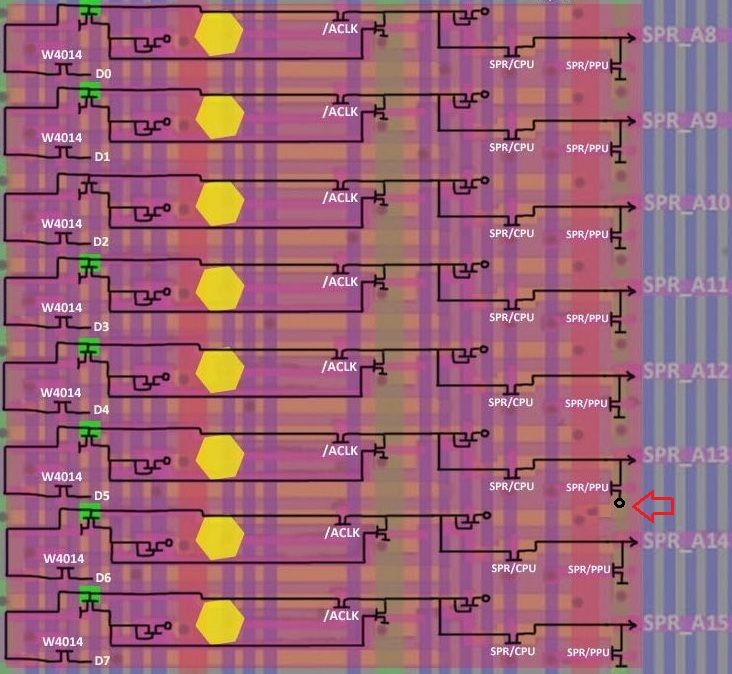 /ACLK SPR_A8
W4014 SPR/CPU SPR/PPU
D0
/ACLK SPR_A9
W4014 SPR/CPU SPR/PPU
D1
/ACLK SPR_A10
W4014 SPR/CPU SPR/PPU
D2
/ACLK SPR_A11
W4014 SPR/CPU SPR/PPU
D3
/ACLK SPR_A12
W4014 SPR/CPU SPR/PPU
D4
/ACLK SPR_A13
W4014 SPR/CPU SPR/PPU
D5
/ACLK SPR_A14
W4014 SPR/CPU SPR/PPU
D6
/ACLK SPR_A15
W4014 SPR/CPU SPR/PPU
D7